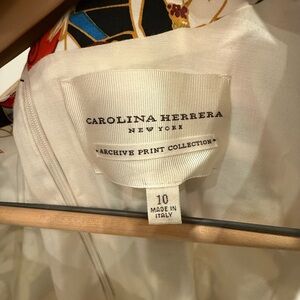 CAROLINA HERRERA
NEW YORK
•ARCHIVE PRINT COLLECTION•
10
MADE IN
ITALY